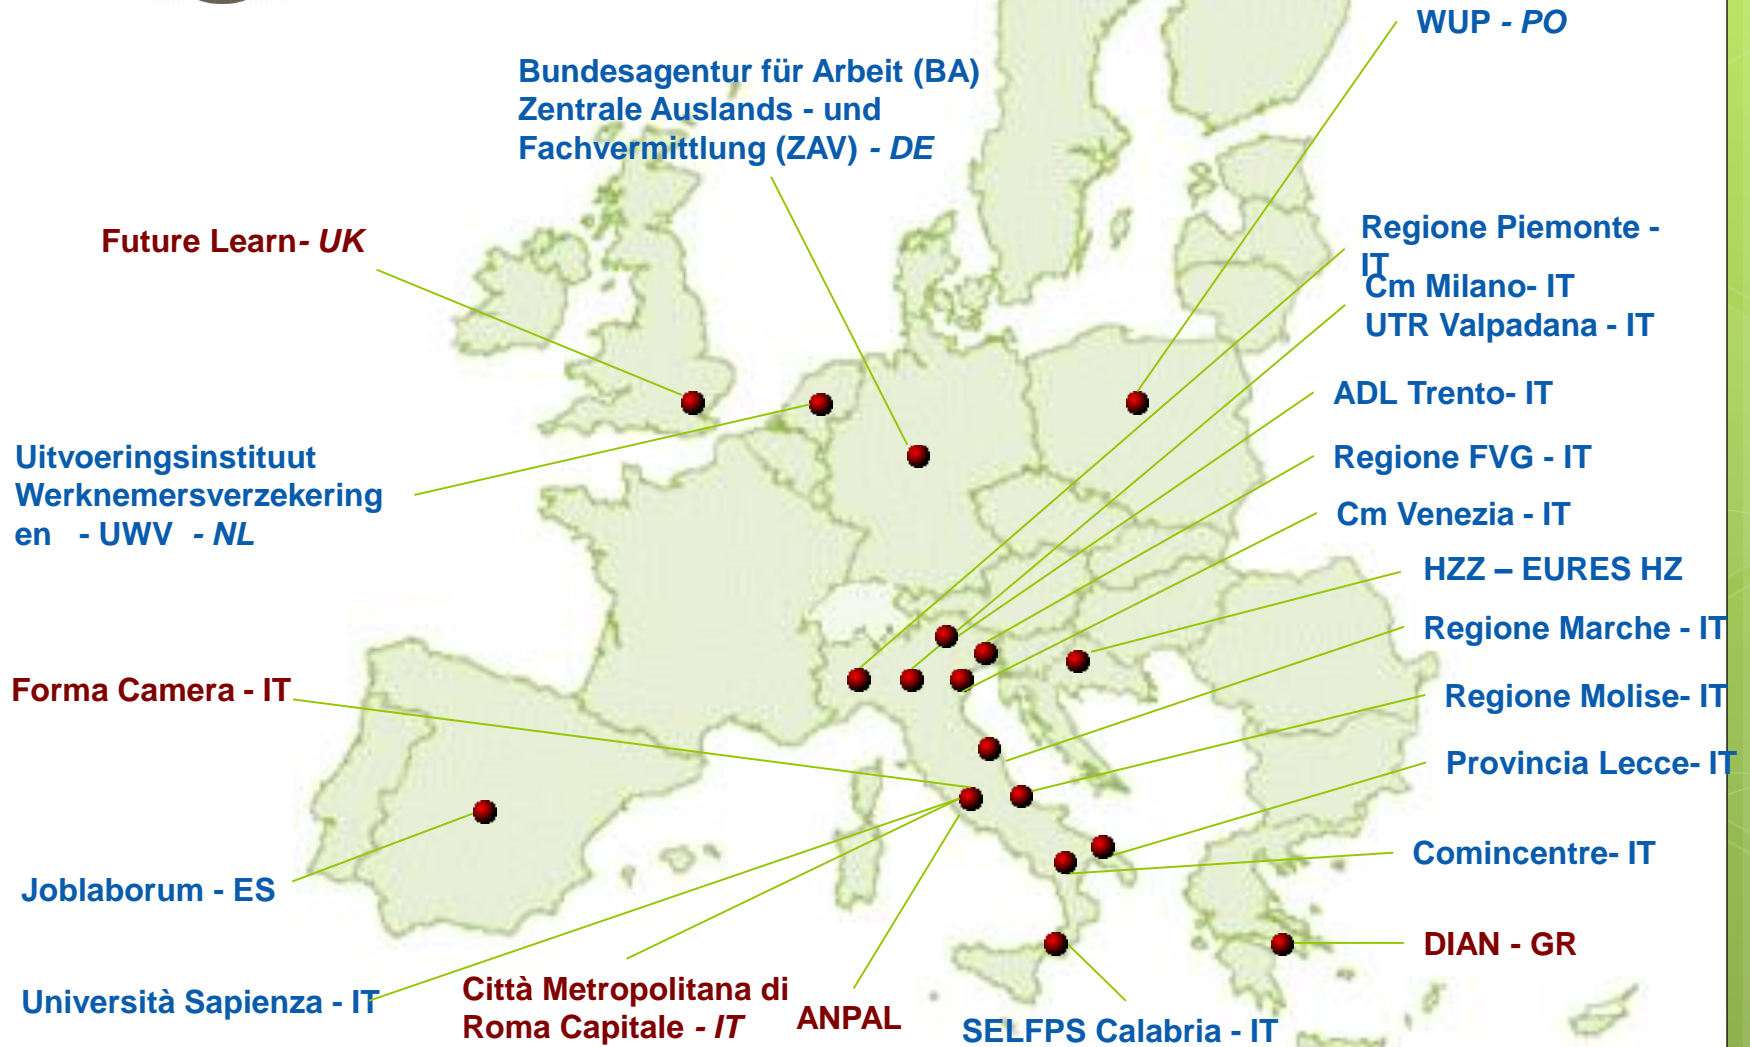 WUP - PO
Bundesagentur für Arbeit (BA)
Zentrale Auslands - und
Fachvermittlung (ZAV) - DE
Future Learn- UK
Regione Piemonte -
IT
Cm Milano- IT
UTR Valpadana - IT
ADL Trento- IT
Uitvoeringsinstituut
Werknemersverzekering
en - UWV - NL
Regione FVG - IT
Cm Venezia - IT
HZZ – EURES HZ
Regione Marche - IT
Forma Camera - IT
Regione Molise- IT
Provincia Lecce- IT
Comincentre- IT
Joblaborum - ES
DIAN - GR
Università Sapienza - IT
Città Metropolitana di
Roma Capitale - IT
ANPAL
SELFPS Calabria - IT